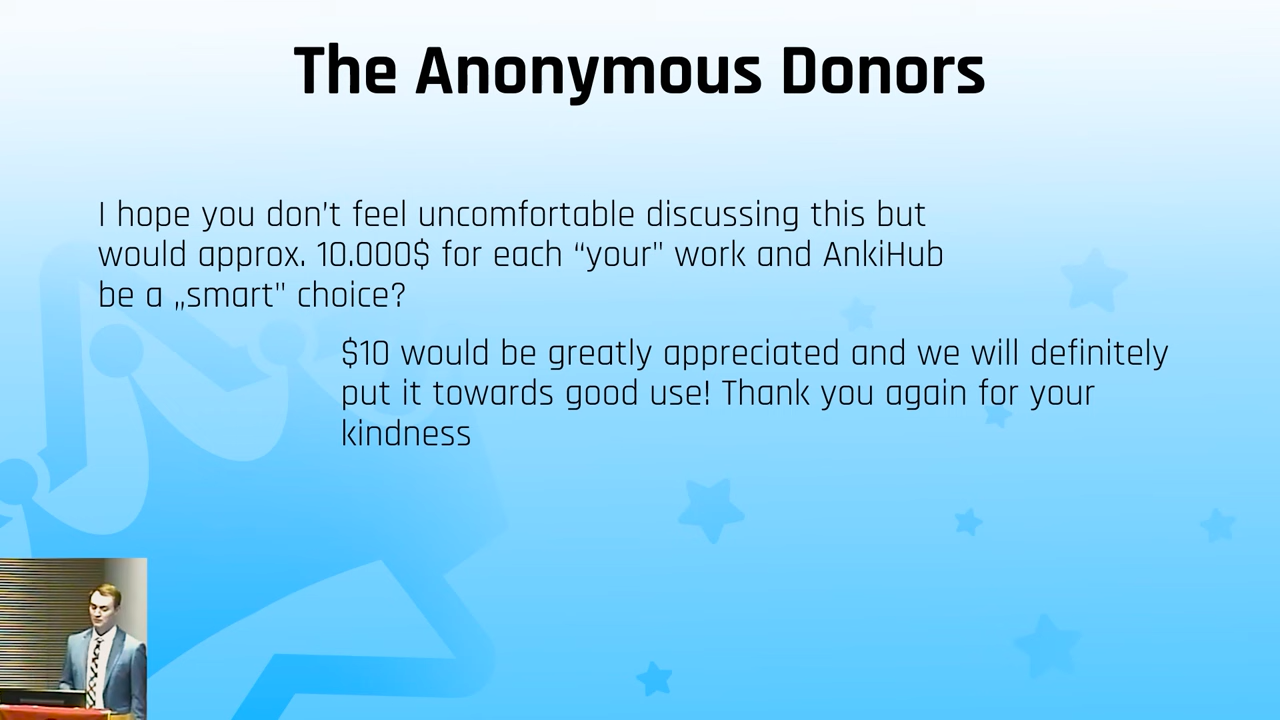 The Anonymous Donors
I hope you don't feel uncomfortable discussing this but
would approx. 10.000$ for each “your" work and AnkiHub
be a „smart" choice?
$10 would be greatly appreciated and we will definitely
put it towards good use! Thank you again for your
kindness